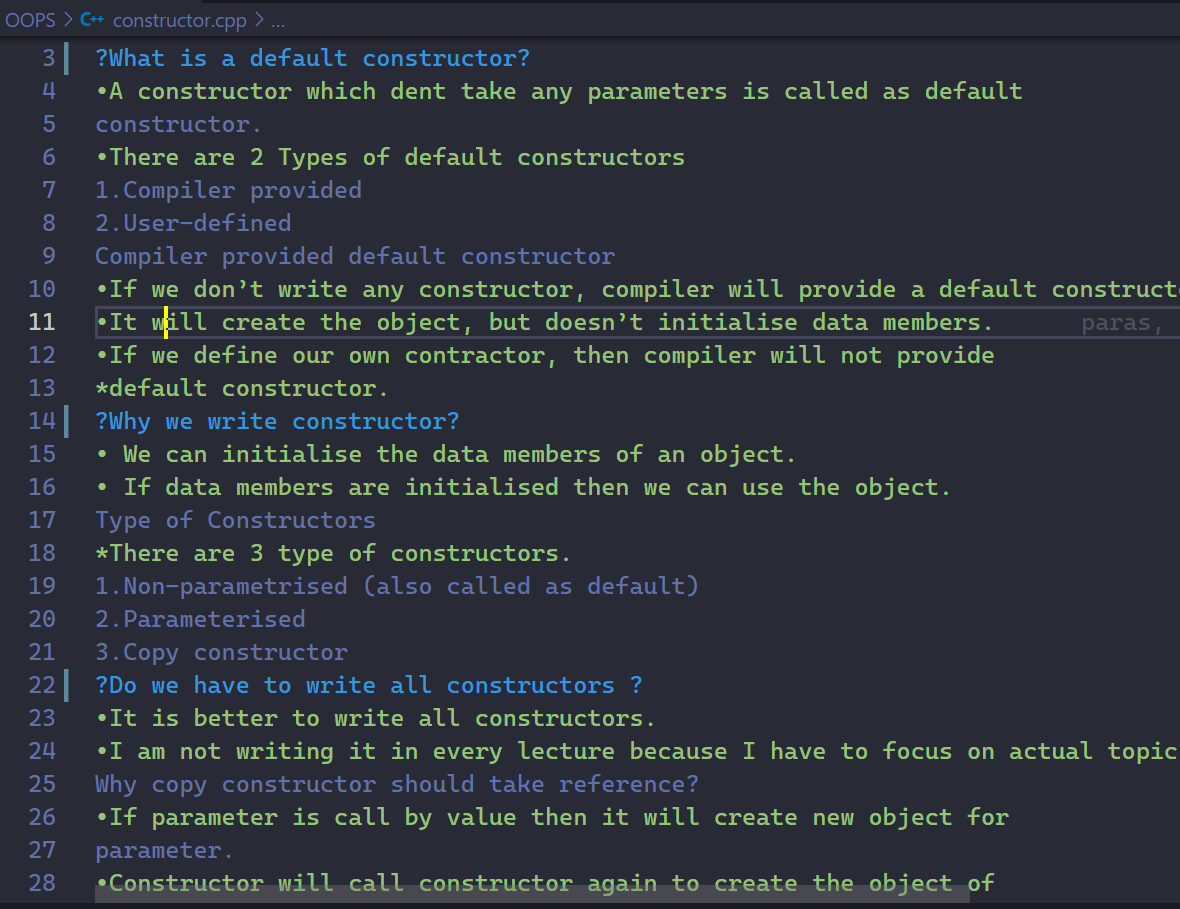 OOPS > C++ constructor.cpp > ...
3 ?What is a default constructor?
4 •A constructor which dent take any parameters is called as default
5 constructor.
6 •There are 2 Types of default constructors
7 1.Compiler provided
8 2.User-defined
9 Compiler provided default constructor
10 •If we don’t write any constructor, compiler will provide a default construct
11 •It will create the object, but doesn’t initialise data members. paras,
12 •If we define our own contractor, then compiler will not provide
13 *default constructor.
14 ?Why we write constructor?
15 • We can initialise the data members of an object.
16 • If data members are initialised then we can use the object.
17 Type of Constructors
18 *There are 3 type of constructors.
19 1.Non-parametrised (also called as default)
20 2.Parameterised
21 3.Copy constructor
22 ?Do we have to write all constructors ?
23 •It is better to write all constructors.
24 •I am not writing it in every lecture because I have to focus on actual topic
25 Why copy constructor should take reference?
26 •If parameter is call by value then it will create new object for
27 parameter.
28 •Constructor will call constructor again to create the object of